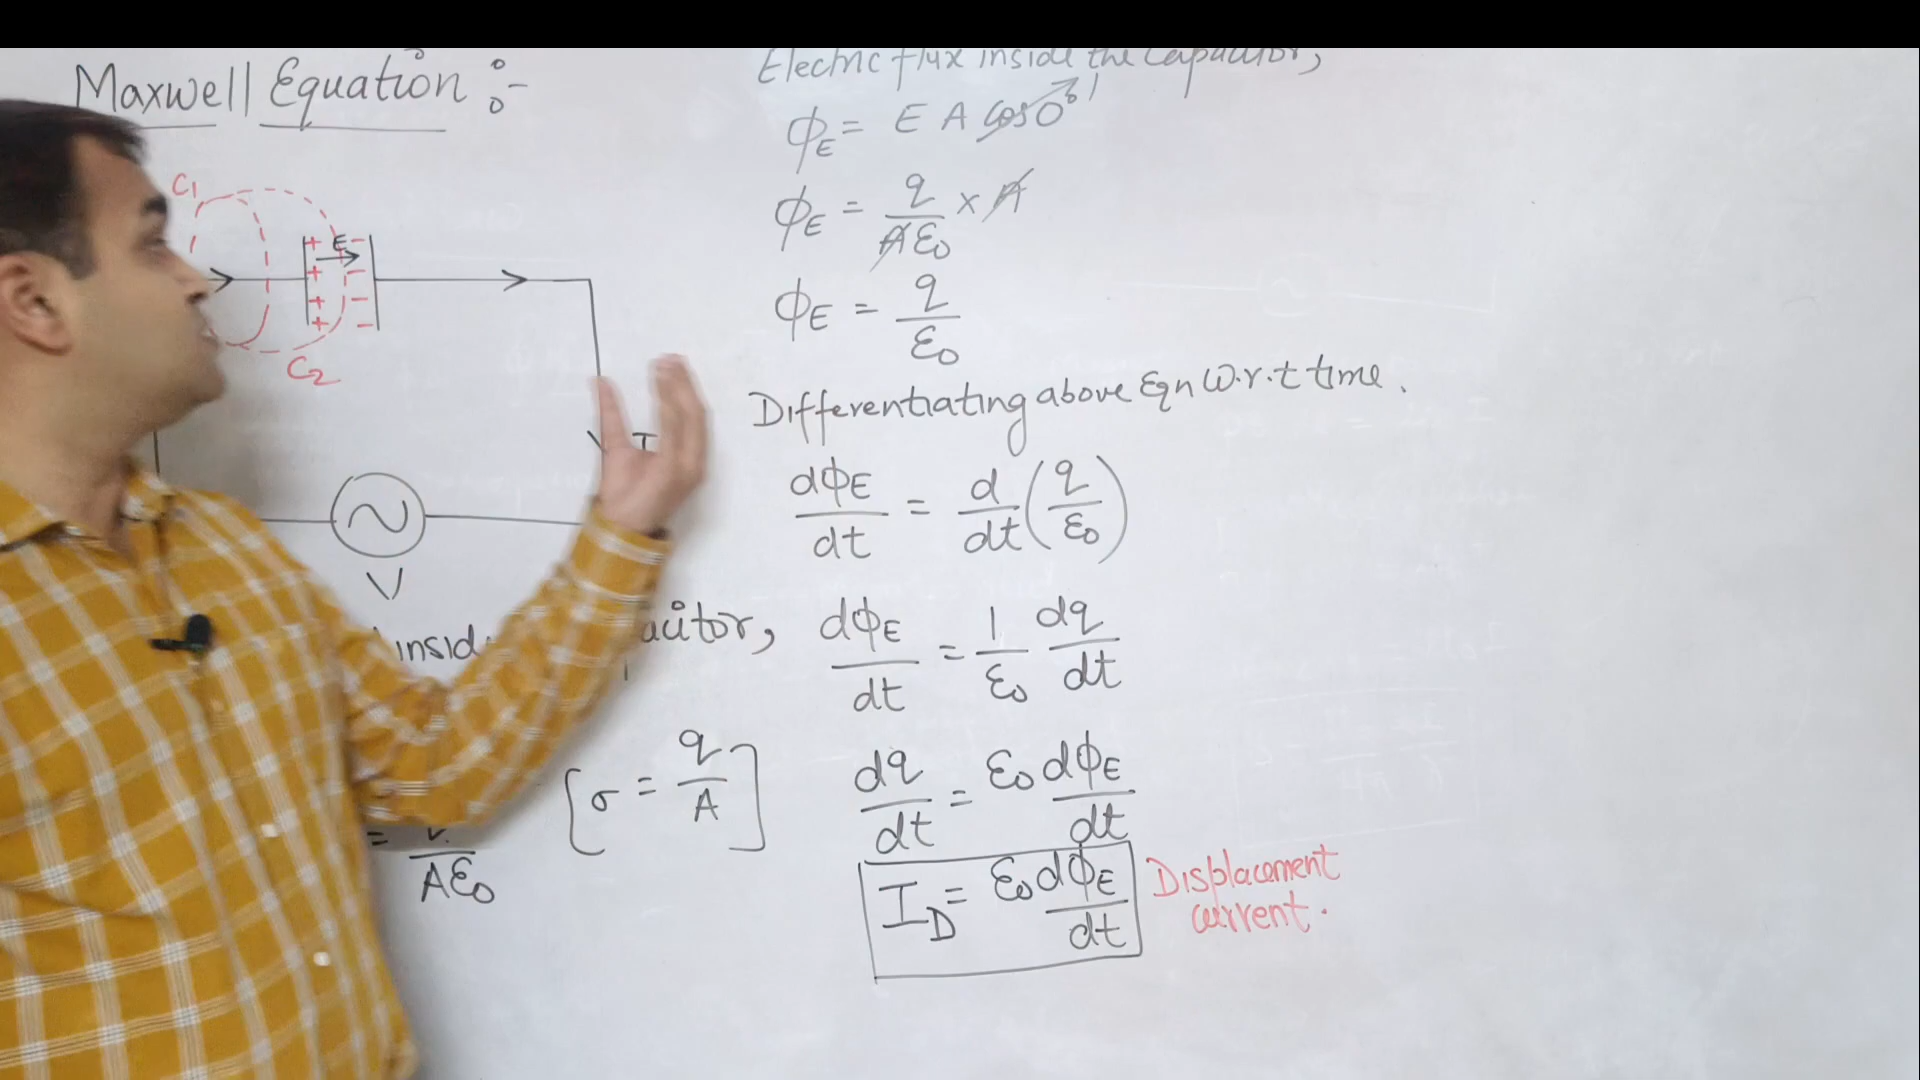 Maxwell Equation :-
C1
+ E -
+ -
+ -
+ -
C2
I
V
inside
acitor,
[σ = q/A]
= /Aε0
Electric flux inside the Capacitor,
ϕE = E A cos0° 1
ϕE = q/Aε0 × A
ϕE = q/ε0
Differentiating above Eqn w.r.t time.
dϕE/dt = d/dt (q/ε0)
dϕE/dt = 1/ε0 dq/dt
dq/dt = ε0 dϕE/dt
ID = ε0 dϕE/dt
Displacement
current.